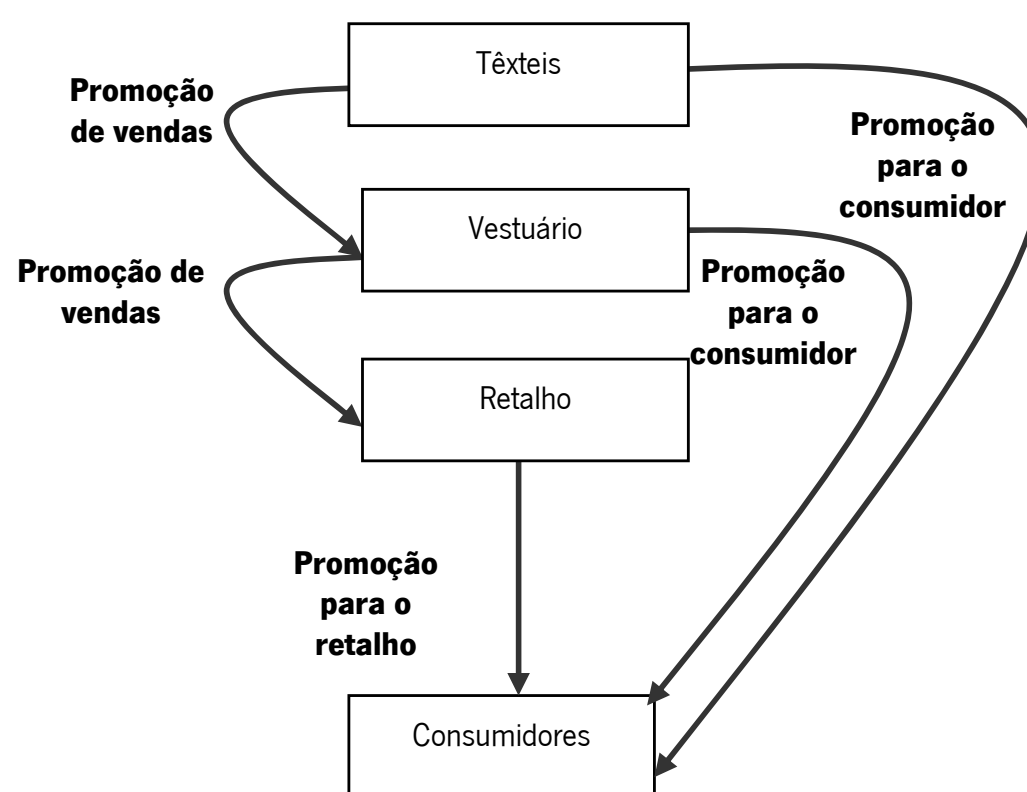 Têxteis
Promoção
de vendas
Promoção
para o
consumidor
Vestuário
Promoção de
vendas
Promoção
para o
consumidor
Retalho
Promoção
para o
retalho
Consumidores